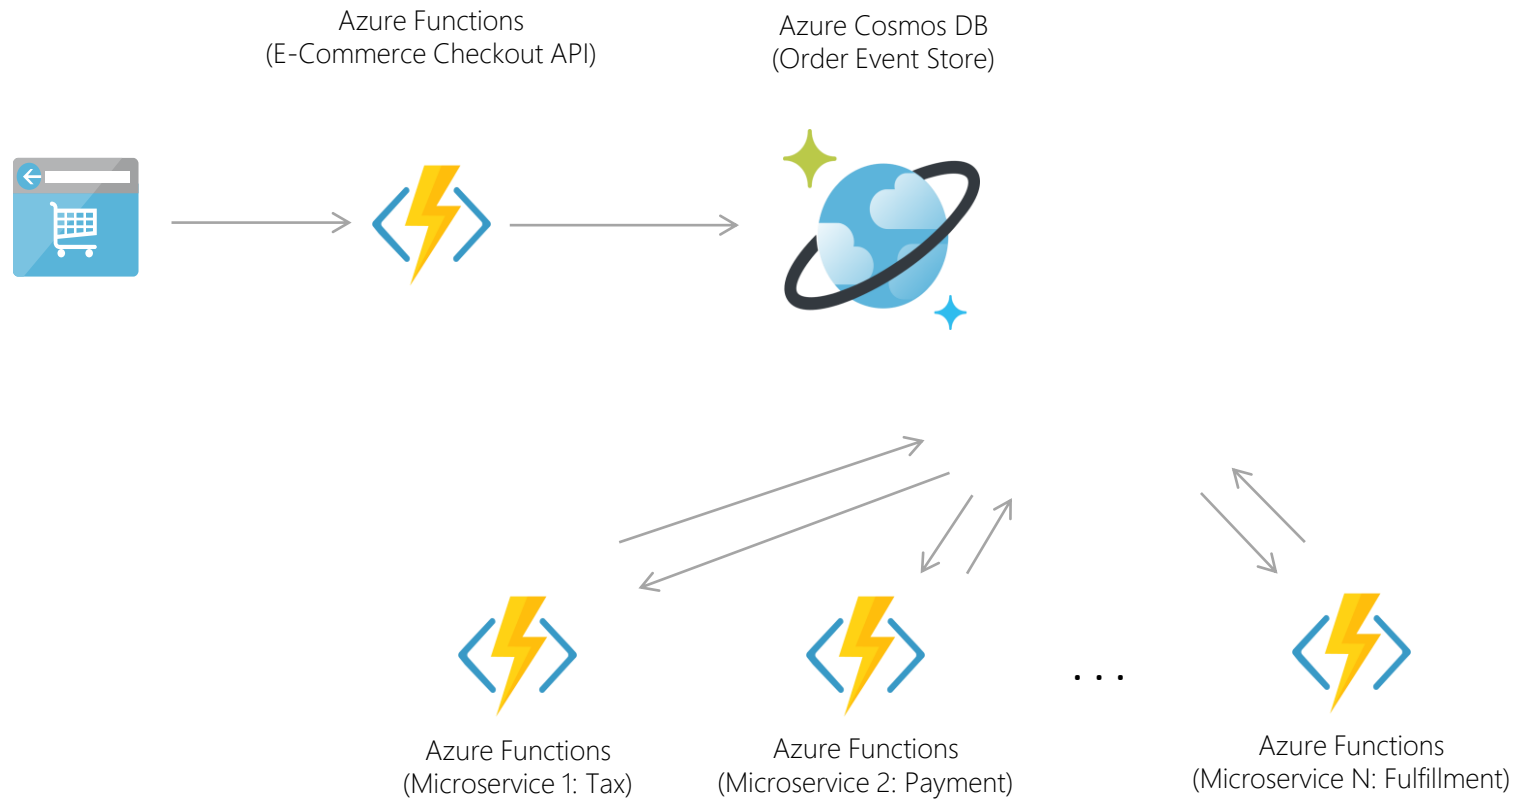 Azure Functions
(E-Commerce Checkout API)
Azure Cosmos DB
(Order Event Store)
. . .
Azure Functions
(Microservice 1: Tax)
Azure Functions
(Microservice 2: Payment)
Azure Functions
(Microservice N: Fulfillment)